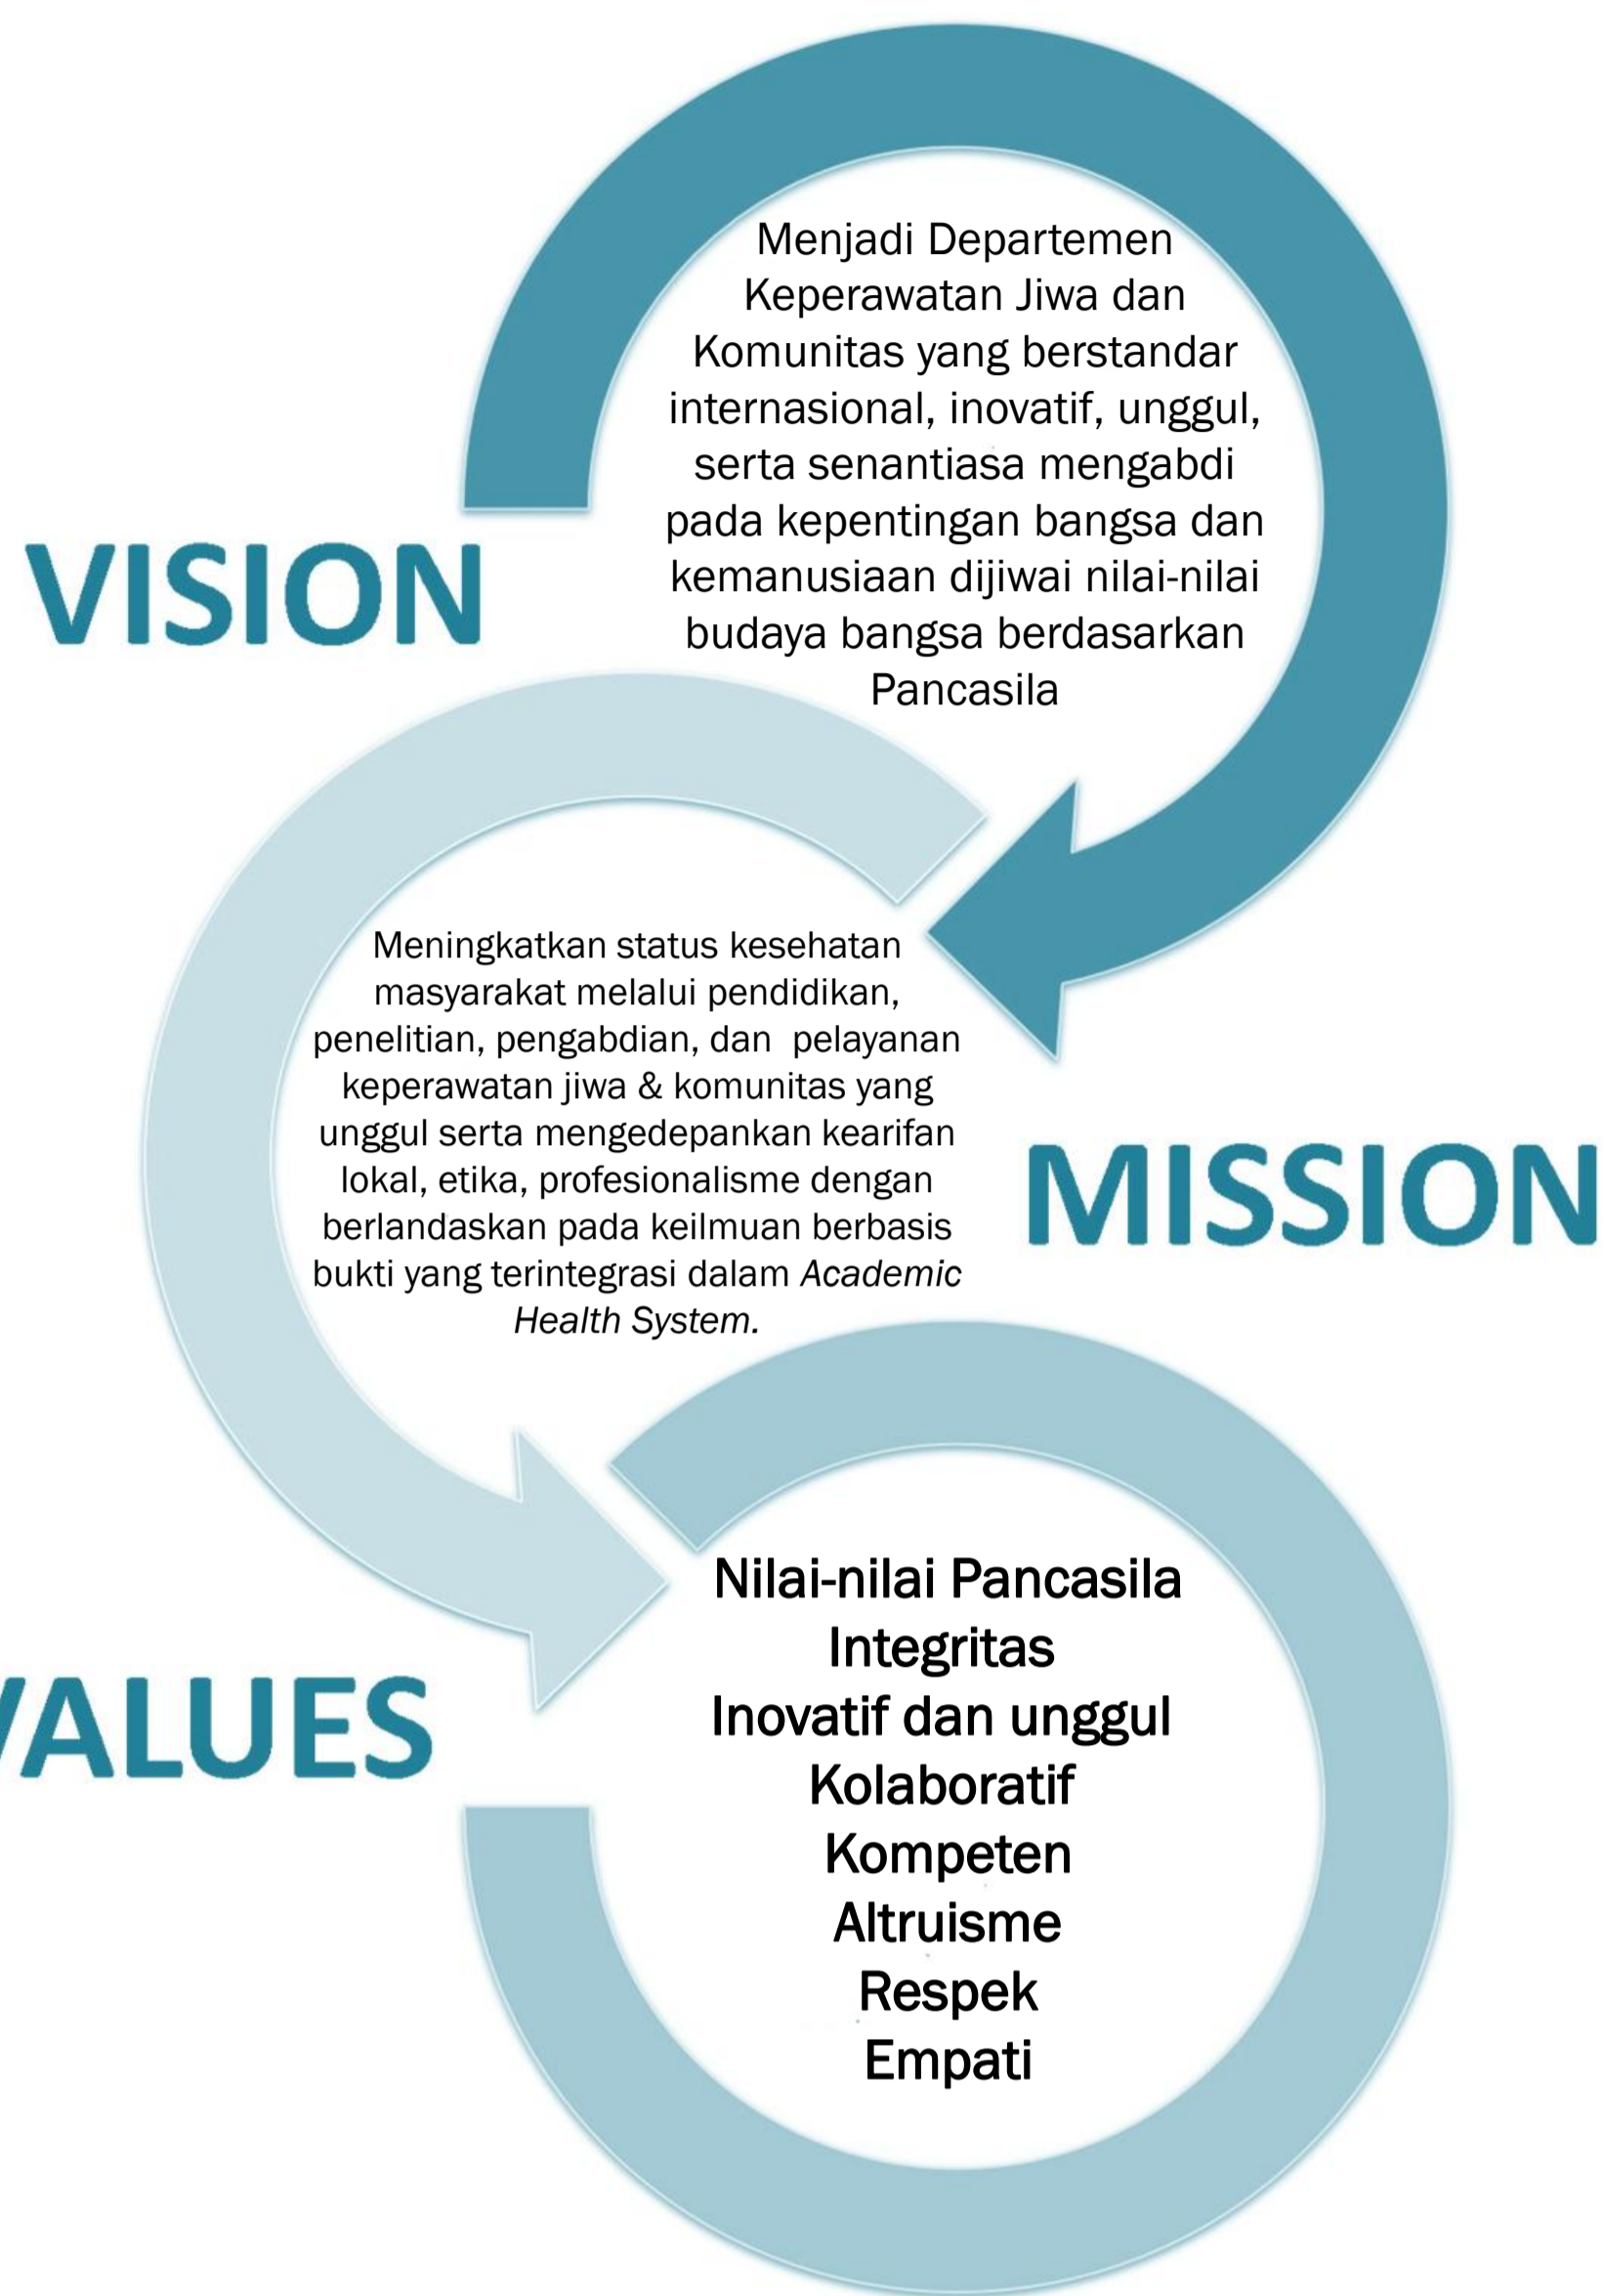 Menjadi Departemen
Keperawatan Jiwa dan
Komunitas yang berstandar
internasional, inovatif, unggul,
serta senantiasa mengabdi
pada kepentingan bangsa dan
kemanusiaan dijiwai nilai-nilai
budaya bangsa berdasarkan
Pancasila
VISION
Meningkatkan status kesehatan
masyarakat melalui pendidikan,
penelitian, pengabdian, dan pelayanan
keperawatan jiwa & komunitas yang
unggul serta mengedepankan kearifan
lokal, etika, profesionalisme dengan
berlandaskan pada keilmuan berbasis
bukti yang terintegrasi dalam Academic
Health System.
MISSION
VALUES
Nilai-nilai Pancasila
Integritas
Inovatif dan unggul
Kolaboratif
Kompeten
Altruisme
Respek
Empati